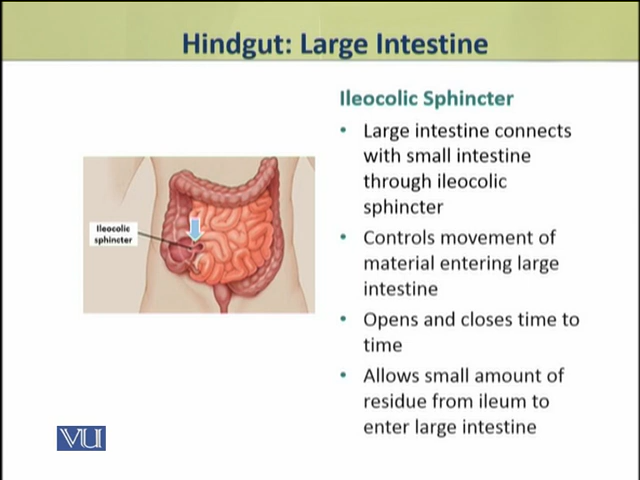 Hindgut: Large Intestine
Ileocolic Sphincter
• Large intestine connects
with small intestine
through ileocolic
sphincter
• Controls movement of
material entering large
intestine
• Opens and closes time to
time
• Allows small amount of
residue from ileum to
enter large intestine
Ileocolic
sphincter
VU